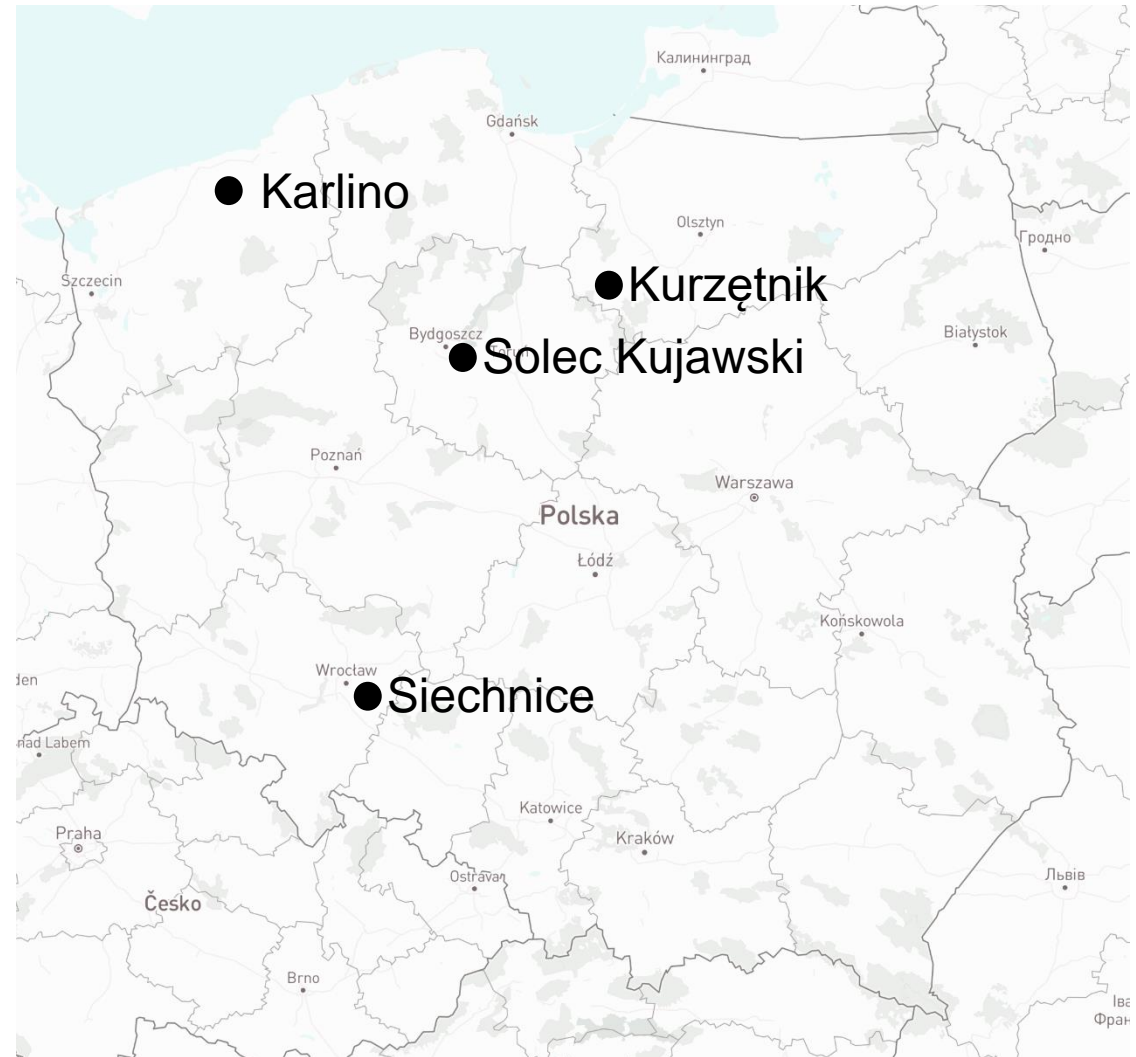 Калининград
Gdańsk
Karlino
Olsztyn
Гродно
Szczecin
Kurzętnik
Bydgoszcz
Białystok
Solec Kujawski
Poznań
Warszawa
Polska
Łódź
Końskowola
Wrocław
Siechnice
nad Labem
Katowice
Praha
Kraków
Ostrava
Львів
Česko
Brno